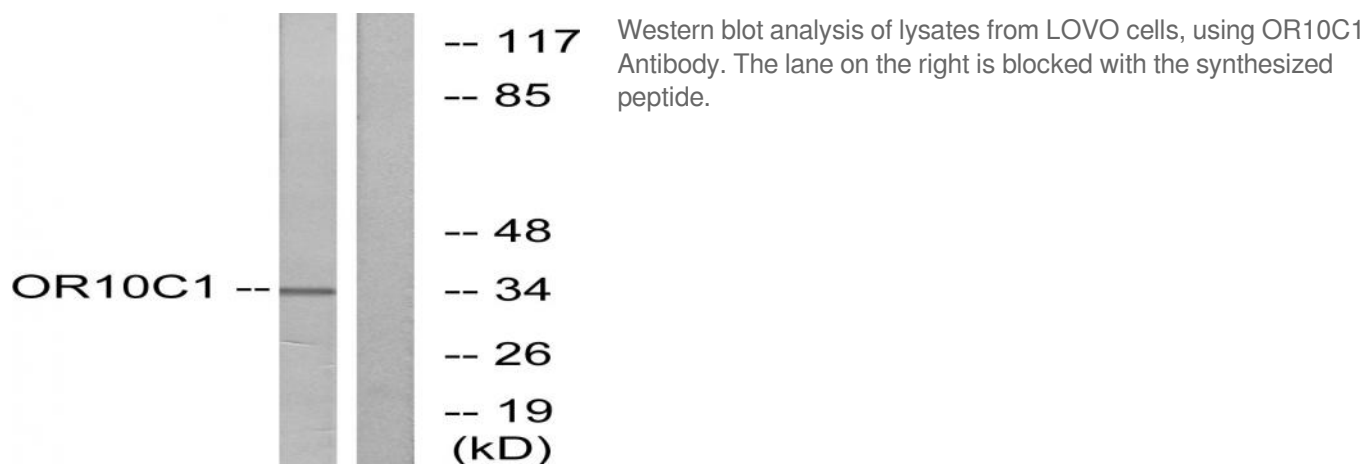 -- 117
-- 85
-- 48
OR10C1 --
-- 34
-- 26
-- 19
(kD)
Western blot analysis of lysates from LOVO cells, using OR10C1
Antibody. The lane on the right is blocked with the synthesized
peptide.